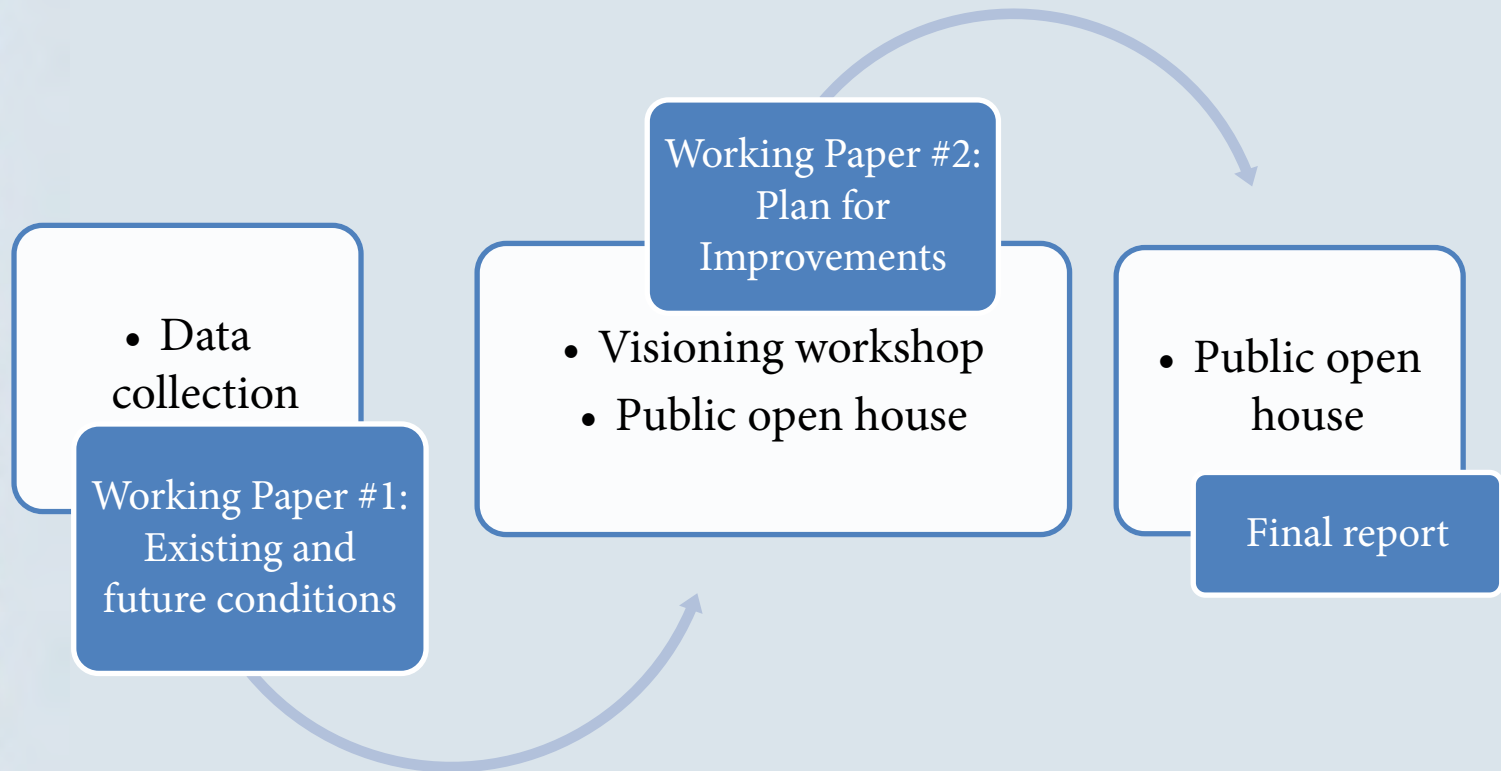 • Data
collection
Working Paper #1:
Existing and
future conditions
Working Paper #2:
Plan for
Improvements
• Visioning workshop
• Public open house
• Public open
house
Final report